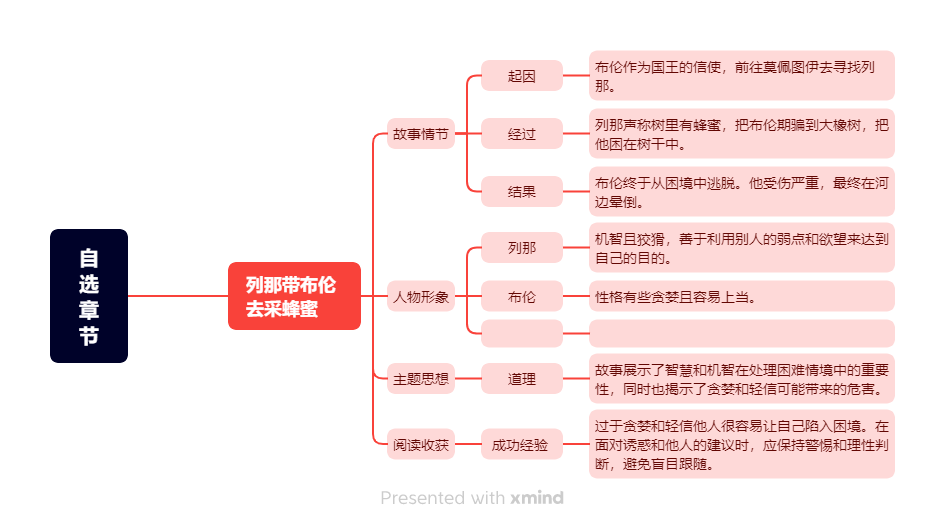 自
选
章
节
列那带布伦
去采蜂蜜
故事情节
起因
布伦作为国王的信使，前往莫佩图伊去寻找列
那。
经过
列那声称树里有蜂蜜，把布伦期骗到大橡树，把
他困在树干中。
结果
布伦终于从困境中逃脱。他受伤严重，最终在河
边晕倒。
人物形象
列那
机智且狡猾，善于利用别人的弱点和欲望来达到
自己的目的。
布伦
性格有些贪婪且容易上当。
主题思想
道理
故事展示了智慧和机智在处理困难情境中的重要
性，同时也揭示了贪婪和轻信可能带来的危害。
阅读收获
成功经验
过于贪婪和轻信他人很容易让自己陷入困境。在
面对诱惑和他人的建议时，应保持警惕和理性判
断，避免盲目跟随。
Presented with xmind